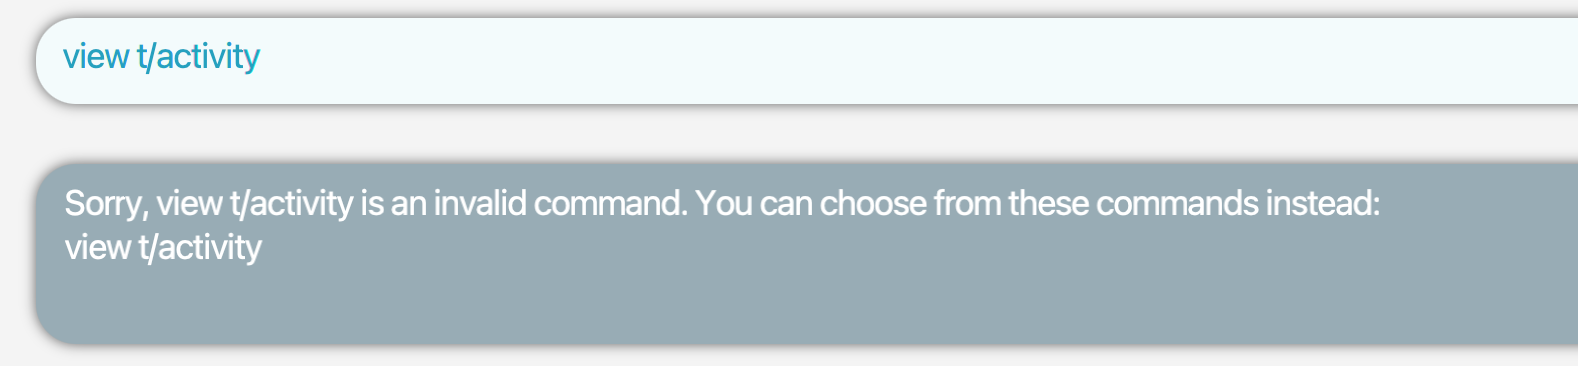 view t/activity
Sorry, view t/activity is an invalid command. You can choose from these commands instead:
view t/activity